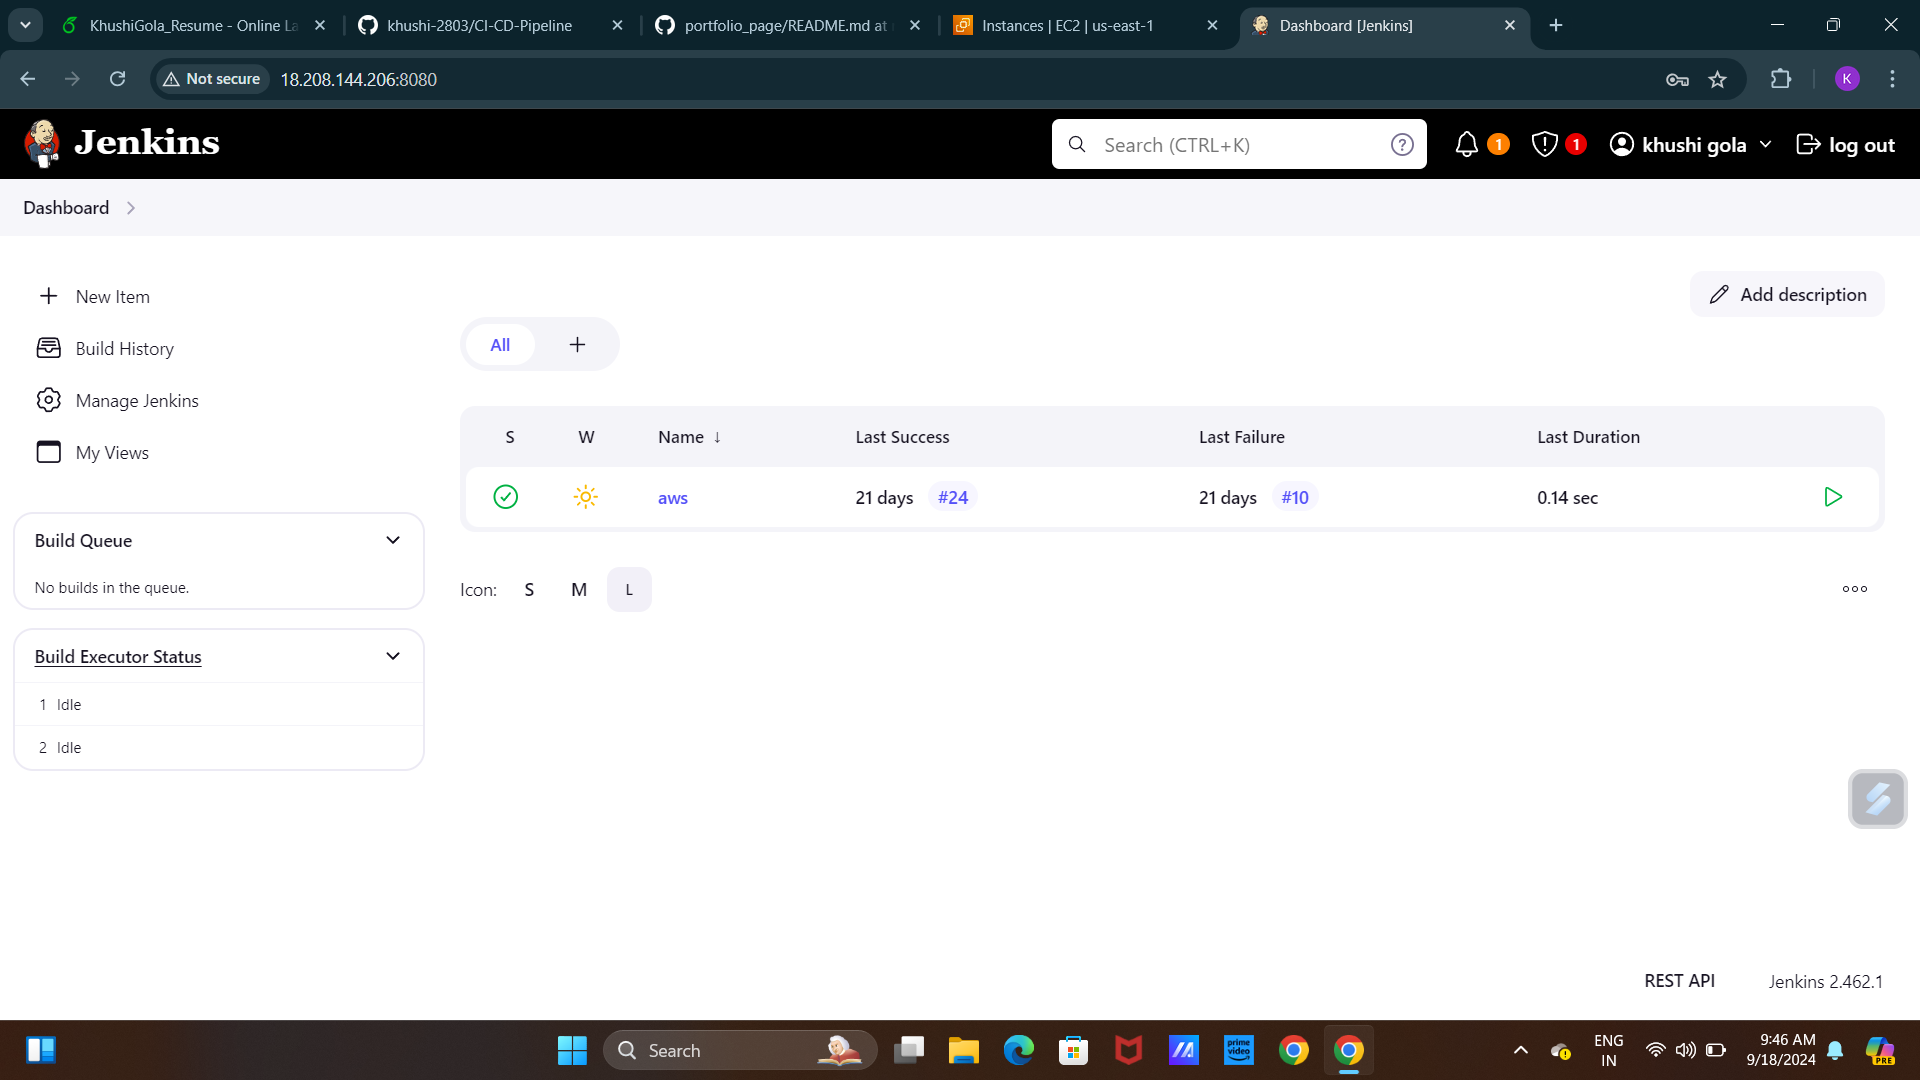 KhushiGola_Resume - Online La
khushi-2803/CI-CD-Pipeline
portfolio_page/README.md at
Instances | EC2 | us-east-1
Dashboard [Jenkins]
Not secure
18.208.144.206:8080
K
Jenkins
Search (CTRL+K)
?
1
1
khushi gola
log out
Dashboard
New Item
Add description
Build History
All +
Manage Jenkins
My Views
S W Name ↓ Last Success Last Failure Last Duration
aws 21 days #24 21 days #10 0.14 sec
Build Queue
No builds in the queue.
Icon: S M L
Build Executor Status
1 Idle
2 Idle
REST API
Jenkins 2.462.1
Search
prime video
ENG
IN
9:46 AM
9/18/2024
PRE